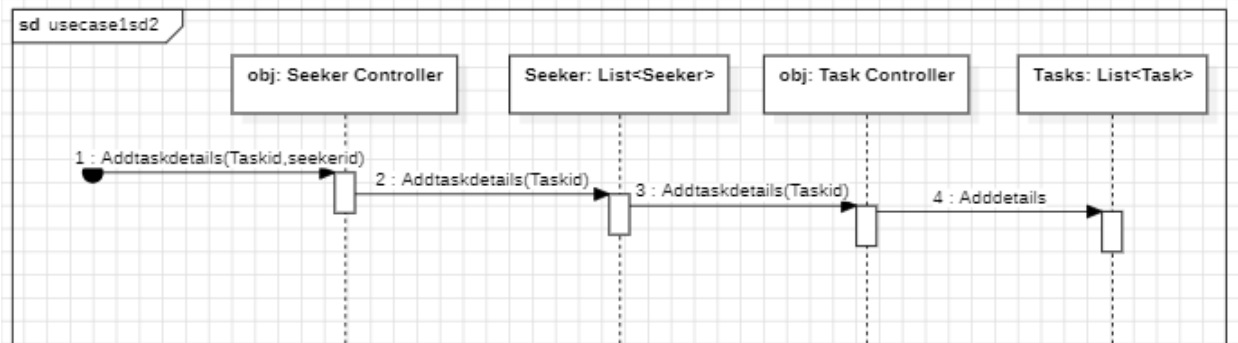 sd usecase1sd2
obj: Seeker Controller
Seeker: List<Seeker>
obj: Task Controller
Tasks: List<Task>
1 : Addtaskdetails(Taskid,seekerid)
2 : Addtaskdetails(Taskid)
3 : Addtaskdetails(Taskid)
4 : Adddetails